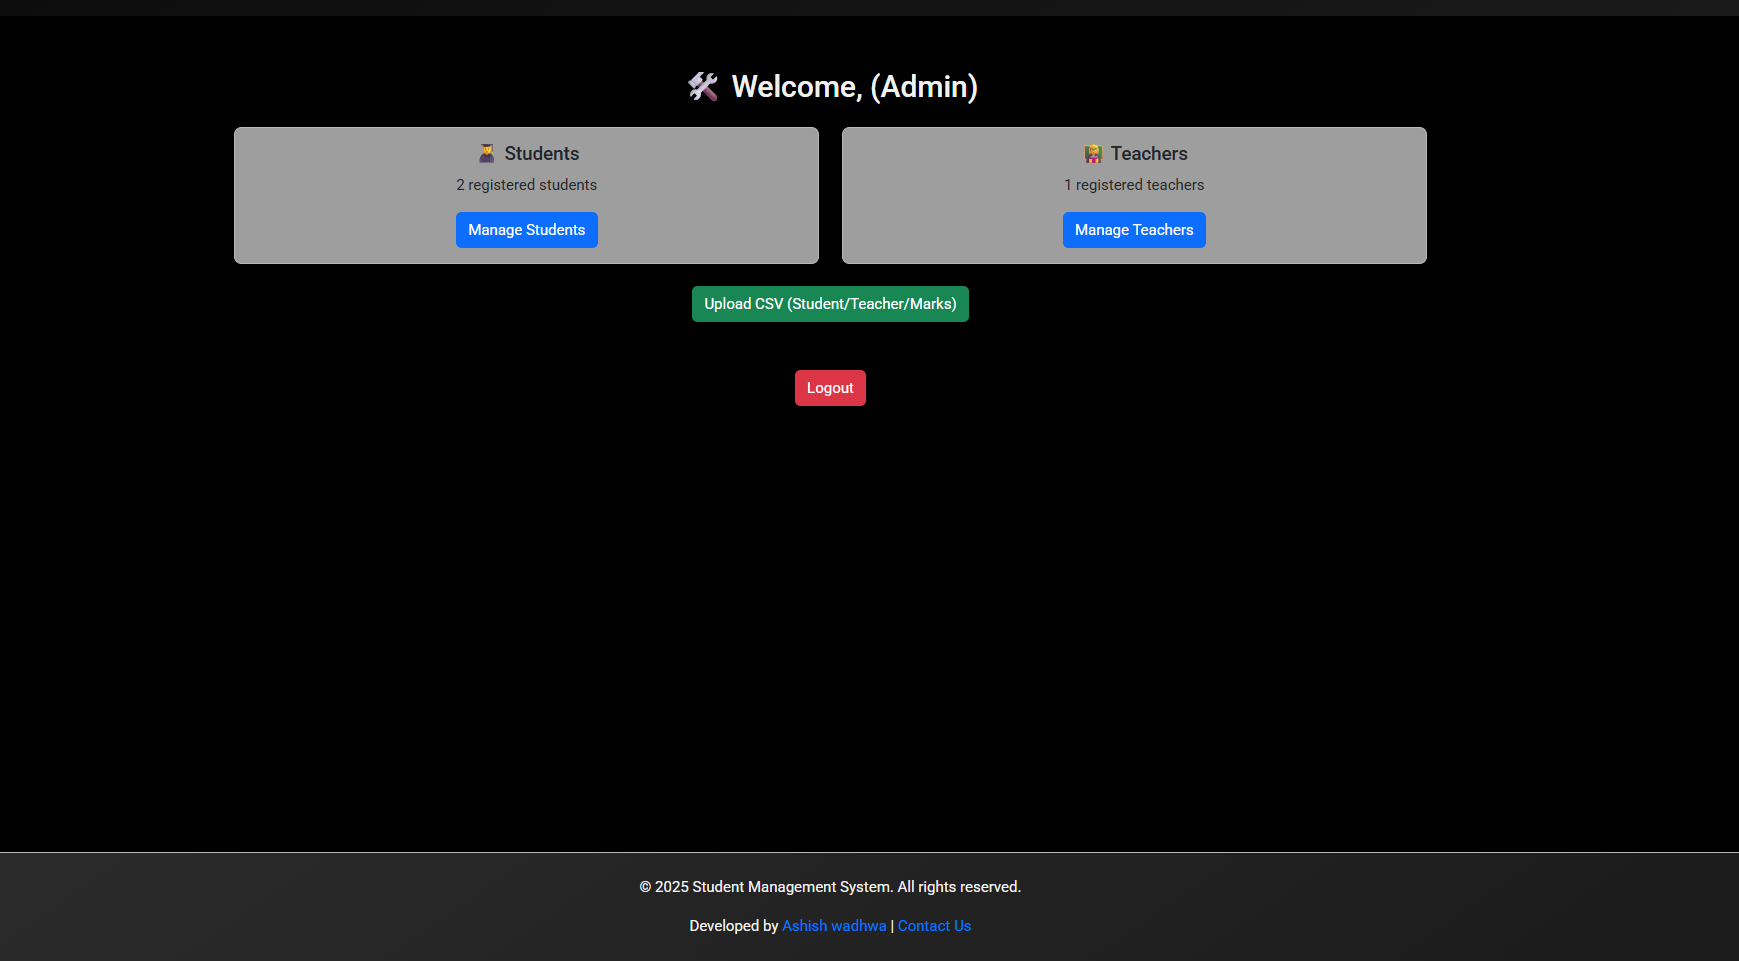 🛠️ Welcome, (Admin)
👨‍🎓 Students
2 registered students
Manage Students
👩‍🏫 Teachers
1 registered teachers
Manage Teachers
Upload CSV (Student/Teacher/Marks)
Logout
© 2025 Student Management System. All rights reserved.
Developed by Ashish wadhwa | Contact Us